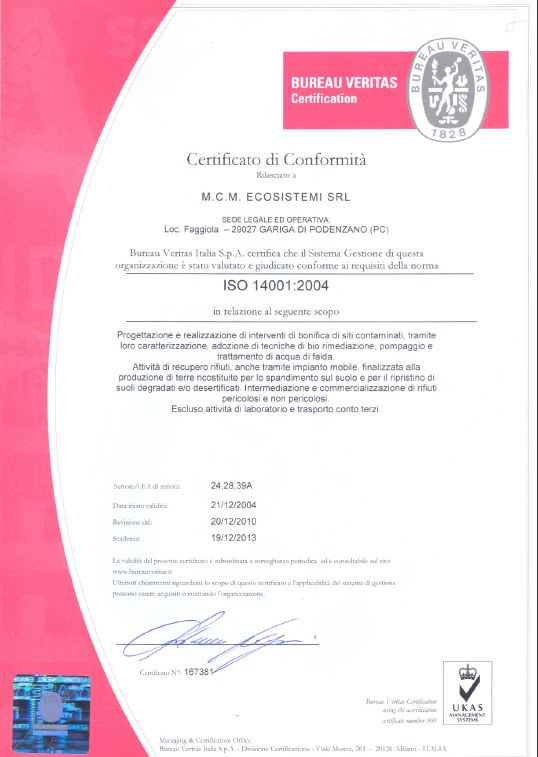 BUREAU VERITAS
Certification
BUREAU VERITAS
1828
Certificato di Conformità
Rilasciato a
M.C.M. ECOSISTEMI SRL
SEDE LEGALE ED OPERATIVA:
Loc. Faggiola – 29027 GARIGA DI PODENZANO (PC)
Bureau Veritas Italia S.p.A. certifica che il Sistema Gestione di questa
organizzazione è stato valutato e giudicato conforme ai requisiti della norma
ISO 14001:2004
in relazione al seguente scopo
Progettazione e realizzazione di interventi di bonifica di siti contaminati, tramite
loro caratterizzazione, adozione di tecniche di bio rimediazione, pompaggio e
trattamento di acqua di falda.
Attività di recupero rifiuti, anche tramite impianto mobile, finalizzata alla
produzione di terre ricostituite per lo spandimento sul suolo e per il ripristino di
suoli degradati e/o desertificati. Intermediazione e commercializzazione di rifiuti
pericolosi e non pericolosi.
Escluso attività di laboratorio e trasporto conto terzi.
Settore/i EA di attività: 24,28,39A
Data inizio validità: 21/12/2004
Revisione del: 20/12/2010
Scadenza: 19/12/2013
La validità del presente certificato è subordinata a sorveglianza periodica, ed è consultabile sul sito
www.bureauveritas.it
Ulteriori chiarimenti riguardanti lo scopo di questo certificato e l'applicabilità del sistema di gestione
possono essere acquisiti contattando l'organizzazione.
Certificato N°: 167381
Bureau Veritas Certification
using the accreditation
certificate number 008
UKAS
MANAGEMENT
SYSTEMS
Managing & Certification Office:
Bureau Veritas Italia S.p.A. - Divisione Certificazione - Viale Monza, 261 – 20126 Milano - ITALIA